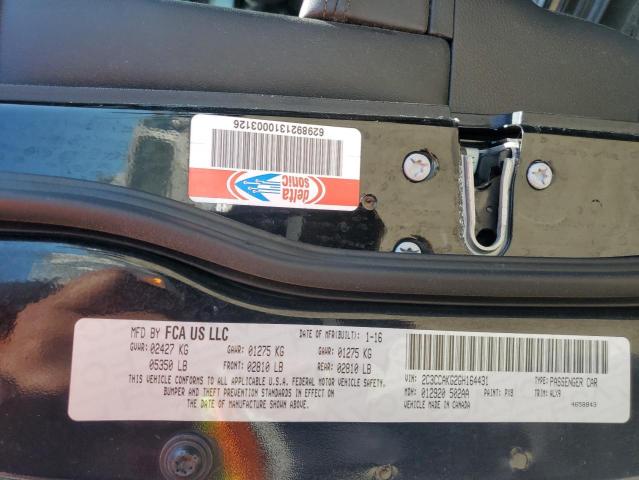 6298921310003126
delta
sonic
MFD BY FCA US LLC
DATE OF MFR(BUILT): 1-16
GVWR: 02427 KG GAWR: 01275 KG GAWR: 01275 KG
05350 LB FRONT: 02810 LB REAR: 02810 LB
THIS VEHICLE CONFORMS TO ALL APPLICABLE U.S.A. FEDERAL MOTOR VEHICLE SAFETY,
BUMPER AND THEFT PREVENTION STANDARDS IN EFFECT ON
THE DATE OF MANUFACTURE SHOWN ABOVE.
VIN: 2C3CCAKG2GH164431 TYPE: PASSENGER CAR
MDH: 012920 502AA PAINT: PX8 TRIM: ALX9
VEHICLE MADE IN CANADA 4658843